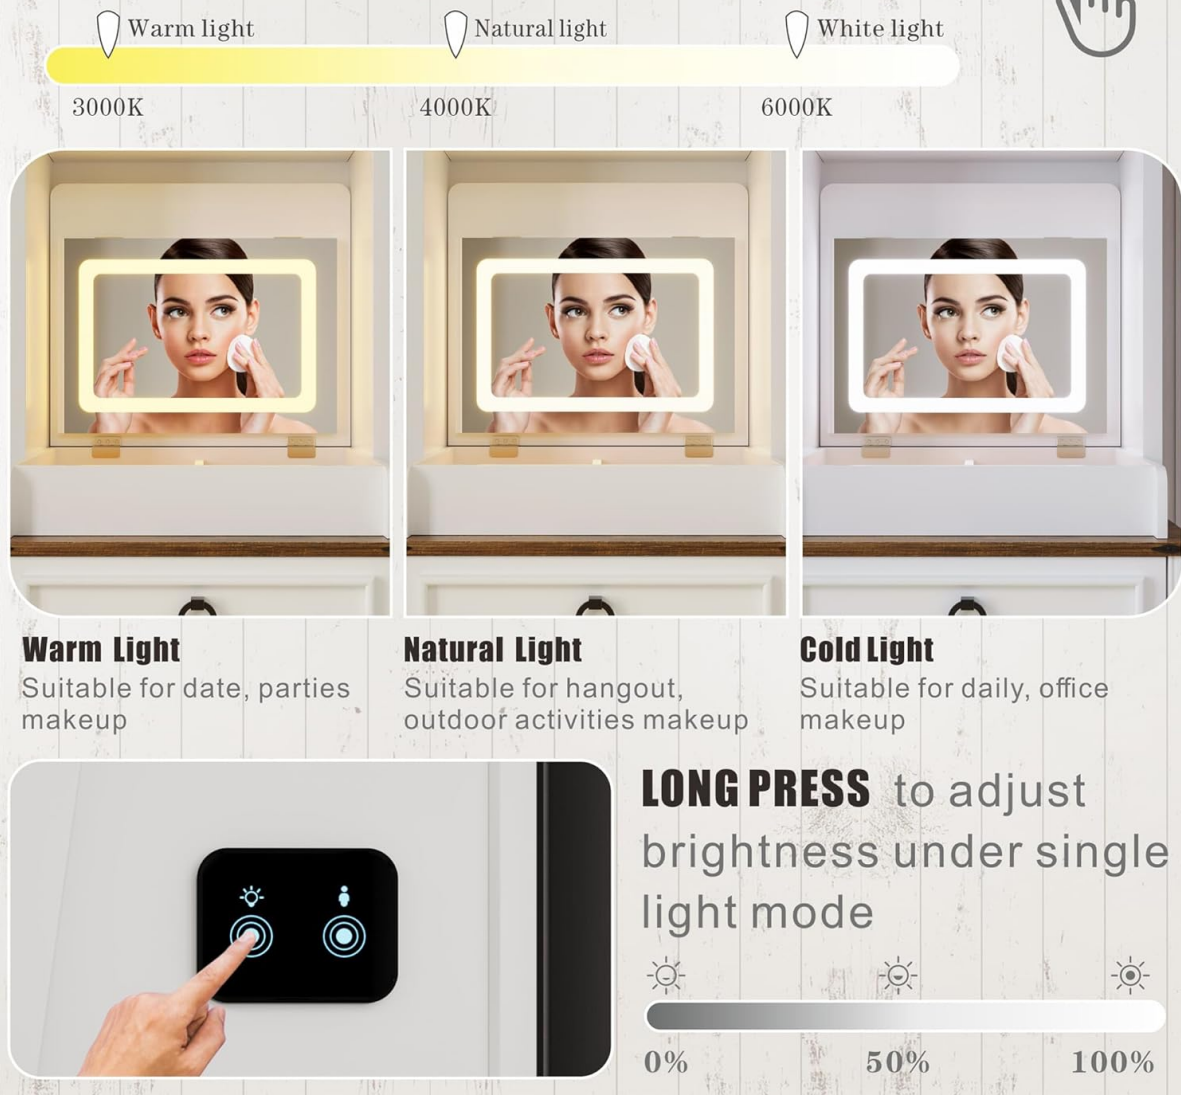 Warm light
Natural light
White light
3000K
4000K
6000K
Warm Light
Suitable for date, parties
makeup
Natural Light
Suitable for hangout,
outdoor activities makeup
Cold Light
Suitable for daily, office
makeup
LONG PRESS to adjust
brightness under single
light mode
0%
50%
100%